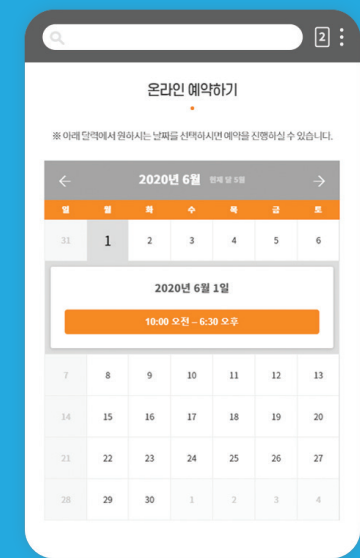 2
온라인 예약하기
※ 아래 달력에서 원하시는 날짜를 선택하시면 예약을 진행하실 수 있습니다.
← 2020년 6월 현재 달 5월 →
일 월 화 수 목 금 토
31 1 2 3 4 5 6
2020년 6월 1일
10:00 오전 – 6:30 오후
7 8 9 10 11 12 13
14 15 16 17 18 19 20
21 22 23 24 25 26 27
28 29 30 1 2 3 4